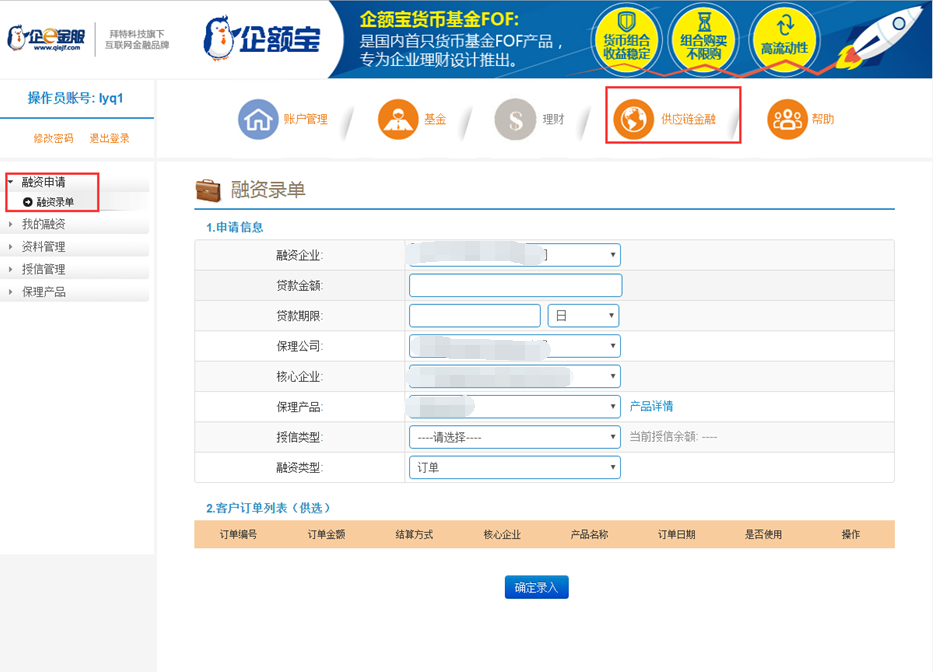 企e金服
www.qiejf.com
拜特科技旗下
互联网金融品牌
企额宝
企额宝货币基金FOF:
是国内首只货币基金FOF产品，
专为企业理财设计推出。
货币组合
收益稳定
组合购买
不限购
高流动性
操作员账号: lyq1
修改密码 退出登录
账户管理
基金
$ 理财
供应链金融
帮助
融资申请
融资录单
我的融资
资料管理
授信管理
保理产品
融资录单
1.申请信息
融资企业:
贷款金额:
贷款期限: 日
保理公司:
核心企业:
保理产品: 产品详情
授信类型: ----请选择---- 当前授信余额: ----
融资类型: 订单
2.客户订单列表（供选）
订单编号 订单金额 结算方式 核心企业 产品名称 订单日期 是否使用 操作
确定录入